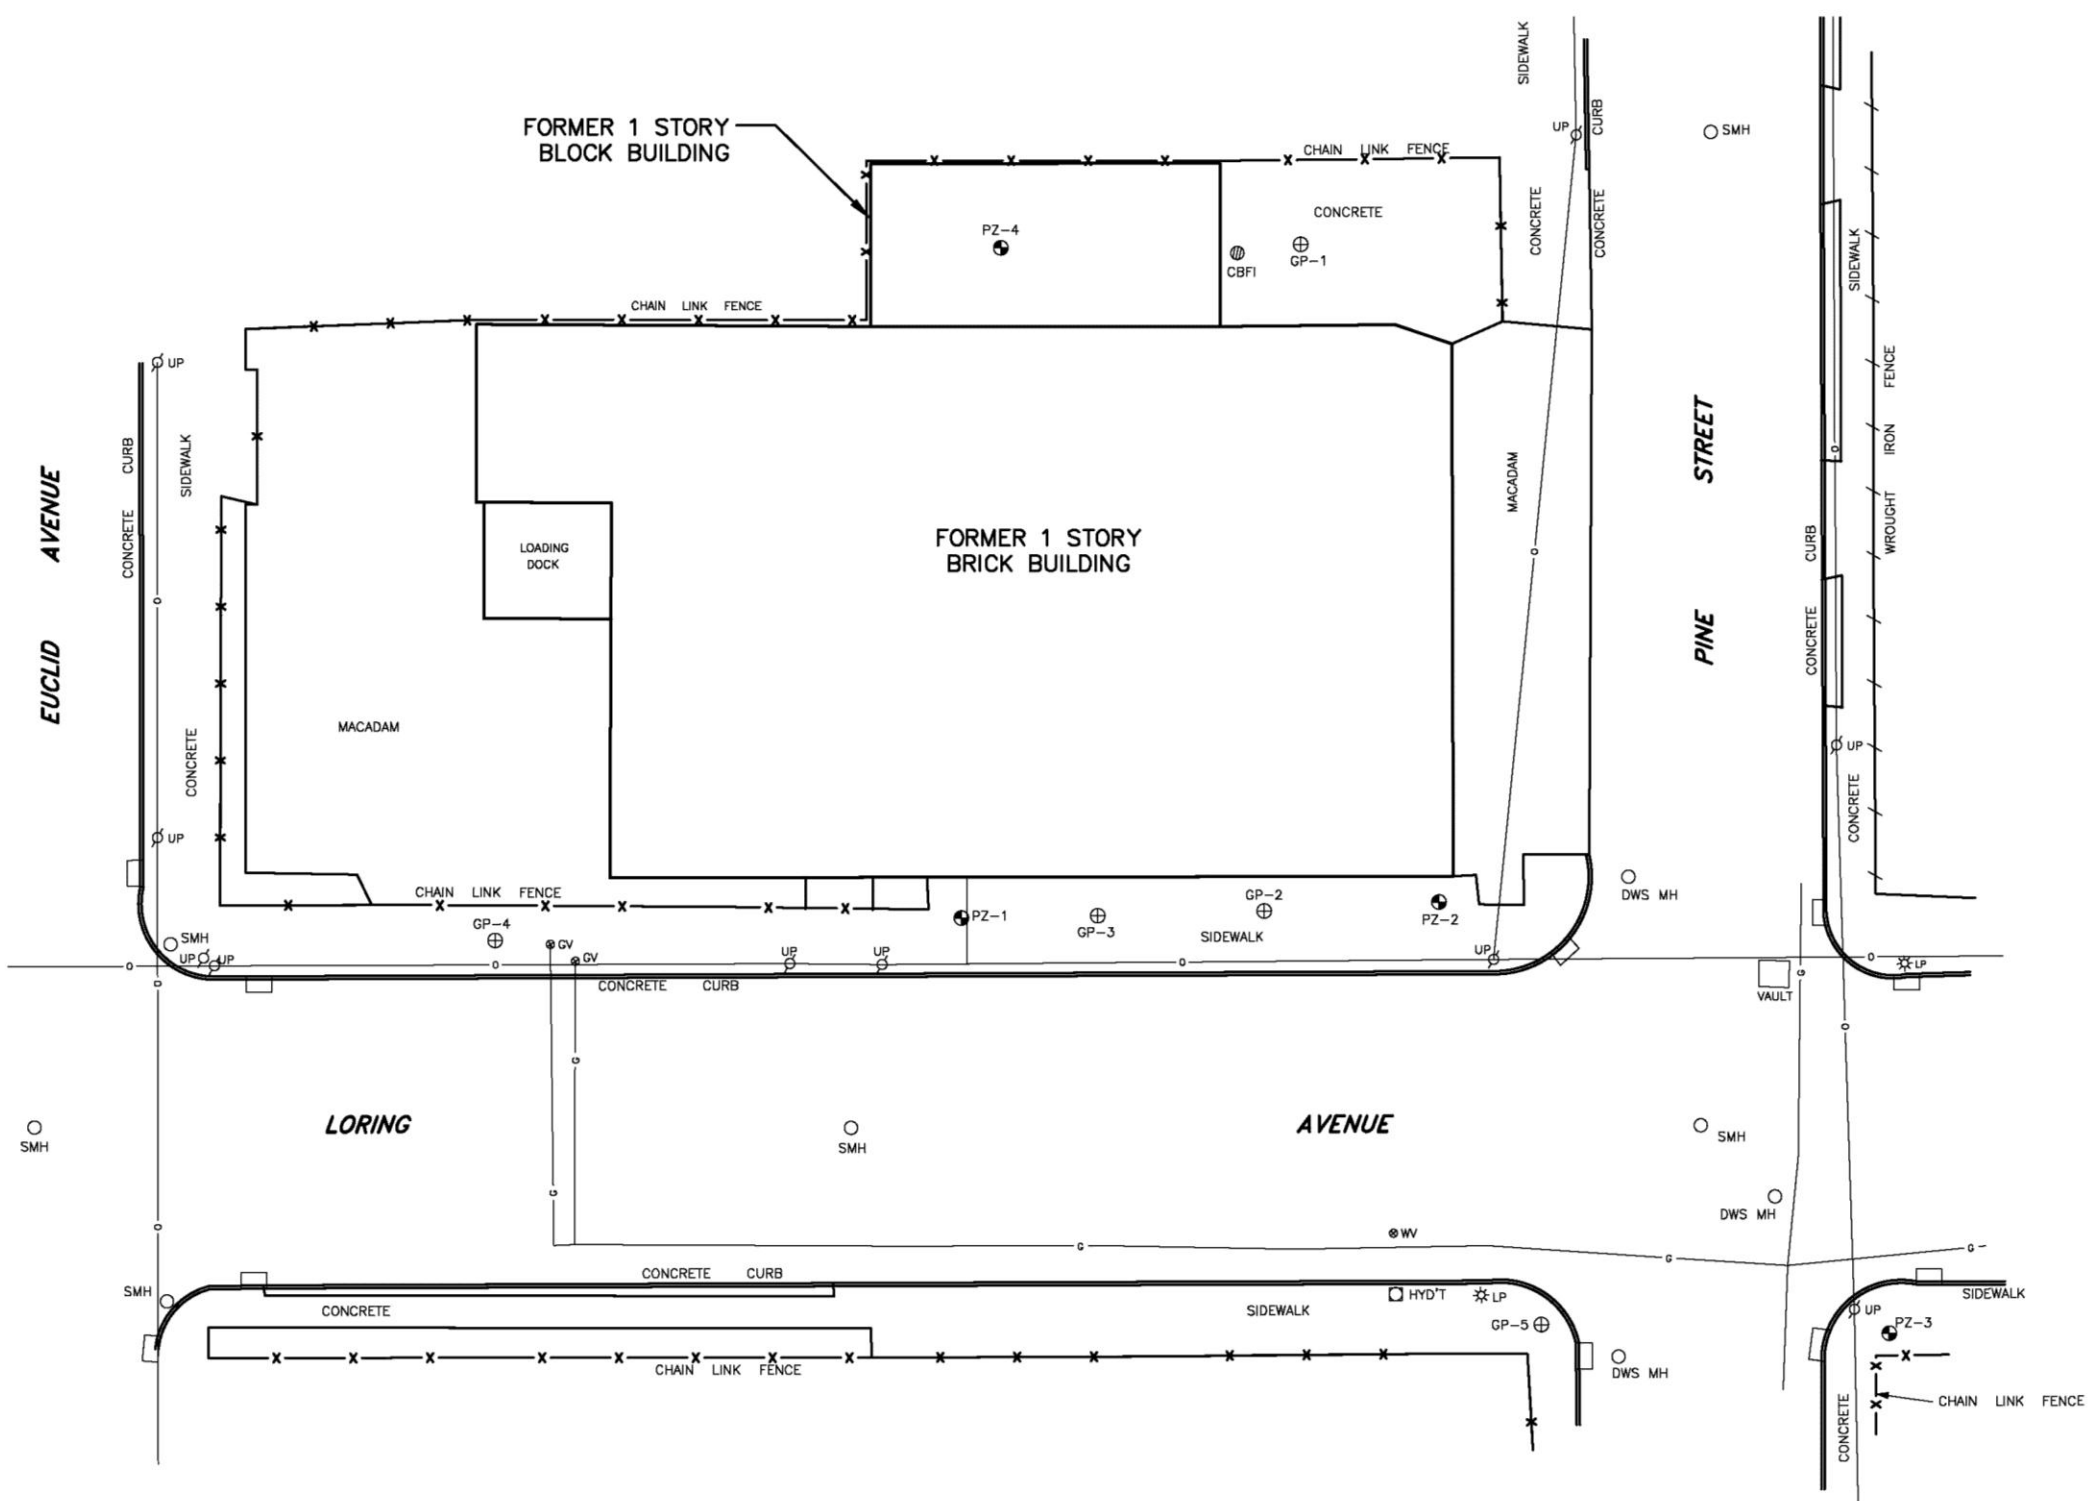 SIDEWALK
UP
CURB
SMH
FORMER 1 STORY
BLOCK BUILDING
CHAIN LINK FENCE
CONCRETE
CONCRETE
CONCRETE
PZ-4
CBFI
GP-1
SIDEWALK
CHAIN LINK FENCE
UP
WROUGHT IRON FENCE
EUCLID AVENUE
CONCRETE CURB
SIDEWALK
CONCRETE
LOADING
DOCK
FORMER 1 STORY
BRICK BUILDING
MACADAM
PINE STREET
CONCRETE CURB
MACADAM
UP
CONCRETE
UP
CHAIN LINK FENCE
GP-4
PZ-1
GP-3
GP-2
PZ-2
DWS MH
SMH
UP
UP
GV
GV
UP
UP
SIDEWALK
UP
LP
VAULT
CONCRETE CURB
O
O
O
O
O
O
O
O
O
O
O
G
G
G
G
G
G
G
LORING AVENUE
SMH
SMH
SMH
DWS MH
WV
CONCRETE CURB
SMH
CONCRETE
SIDEWALK
HYD'T
LP
GP-5
UP
PZ-3
SIDEWALK
CHAIN LINK FENCE
DWS MH
CHAIN LINK FENCE
CONCRETE